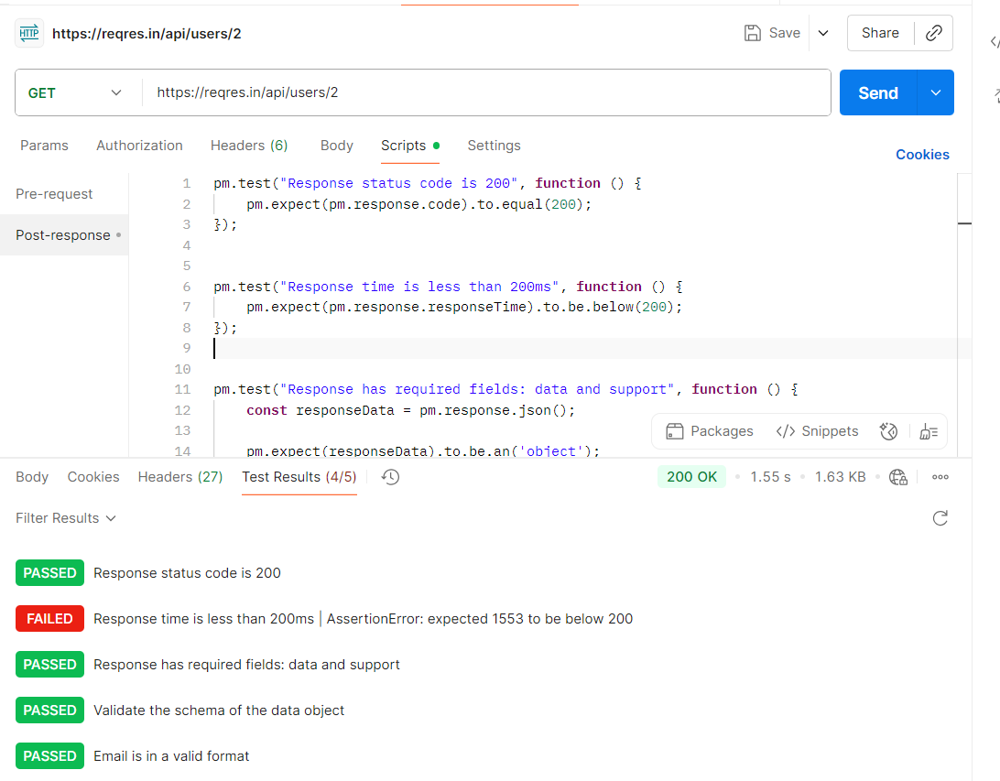 HTTP https://reqres.in/api/users/2 Save Share
GET https://reqres.in/api/users/2 Send
Params Authorization Headers (6) Body Scripts Settings Cookies
Pre-request
Post-response
1 pm.test("Response status code is 200", function () {
2 pm.expect(pm.response.code).to.equal(200);
3 });
4
5
6 pm.test("Response time is less than 200ms", function () {
7 pm.expect(pm.response.responseTime).to.be.below(200);
8 });
9
10
11 pm.test("Response has required fields: data and support", function () {
12 const responseData = pm.response.json();
13
14 pm.expect(responseData).to.be.an('object');
Packages </> Snippets
Body Cookies Headers (27) Test Results (4/5) 200 OK • 1.55 s • 1.63 KB
Filter Results
PASSED Response status code is 200
FAILED Response time is less than 200ms | AssertionError: expected 1553 to be below 200
PASSED Response has required fields: data and support
PASSED Validate the schema of the data object
PASSED Email is in a valid format